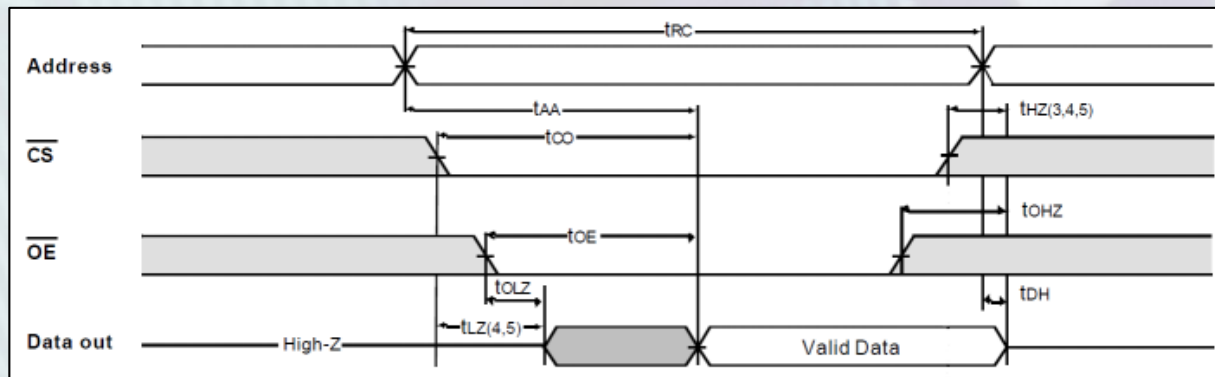 tRC
Address
tAA
tHZ(3,4,5)
tCO
CS
tOHZ
tOE
OE
tOLZ
tDH
tLZ(4,5)
Data out
High-Z
Valid Data